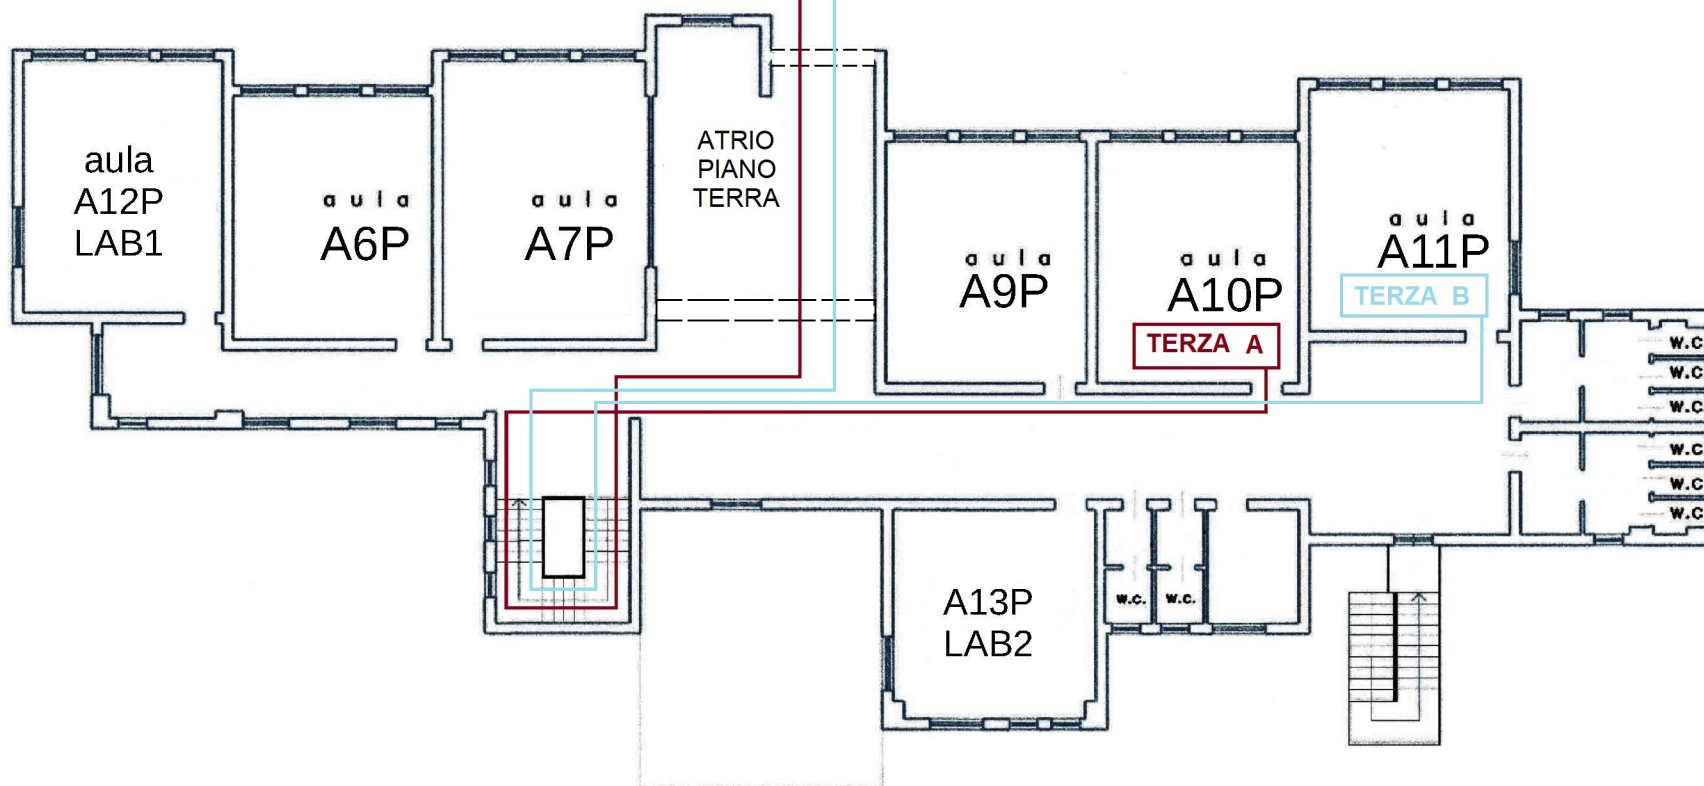 aula
A12P
LAB1
aula
A6P
aula
A7P
ATRIO
PIANO
TERRA
aula
A9P
aula
A10P
TERZA A
aula
A11P
TERZA B
W.C
W.C
W.C
W.C
W.C
W.C
A13P
LAB2
W.C.
W.C.